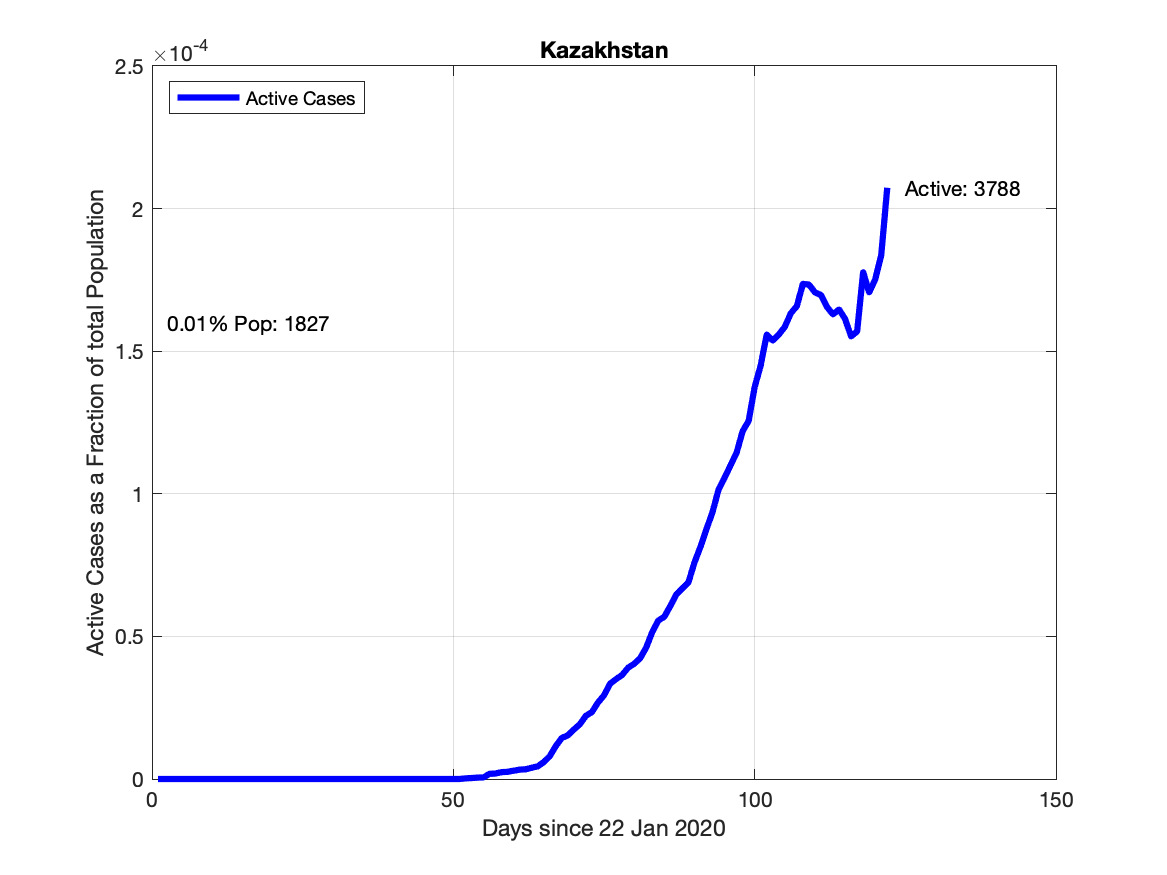 Kazakhstan
×10-4
2.5
2
1.5
1
0.5
0
Active Cases
Active: 3788
0.01% Pop: 1827
Active Cases as a Fraction of total Population
0
50
100
150
Days since 22 Jan 2020